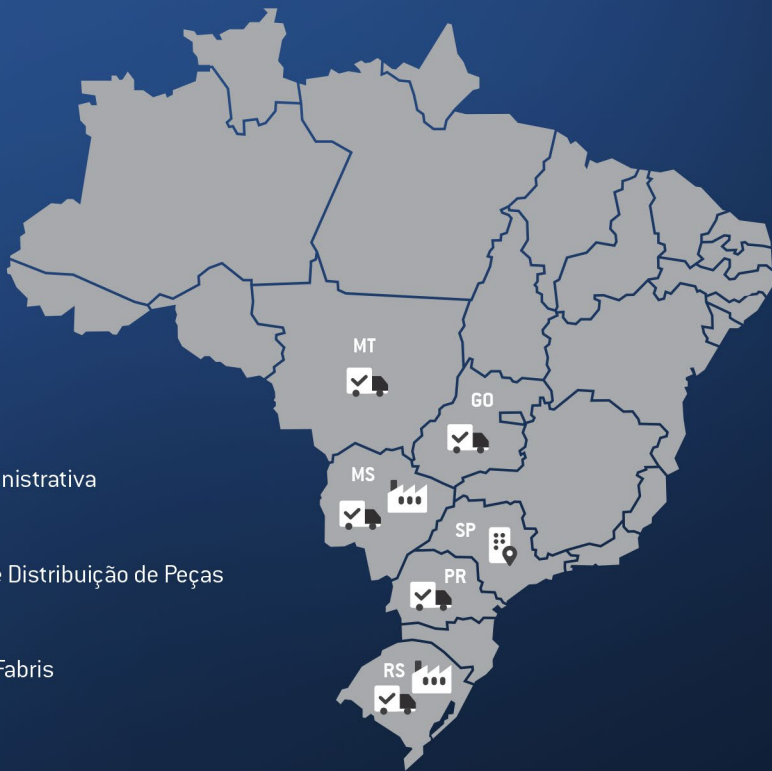 MT
GO
MS
SP
PR
RS
nistrativa
e Distribuição de Peças
Fabris